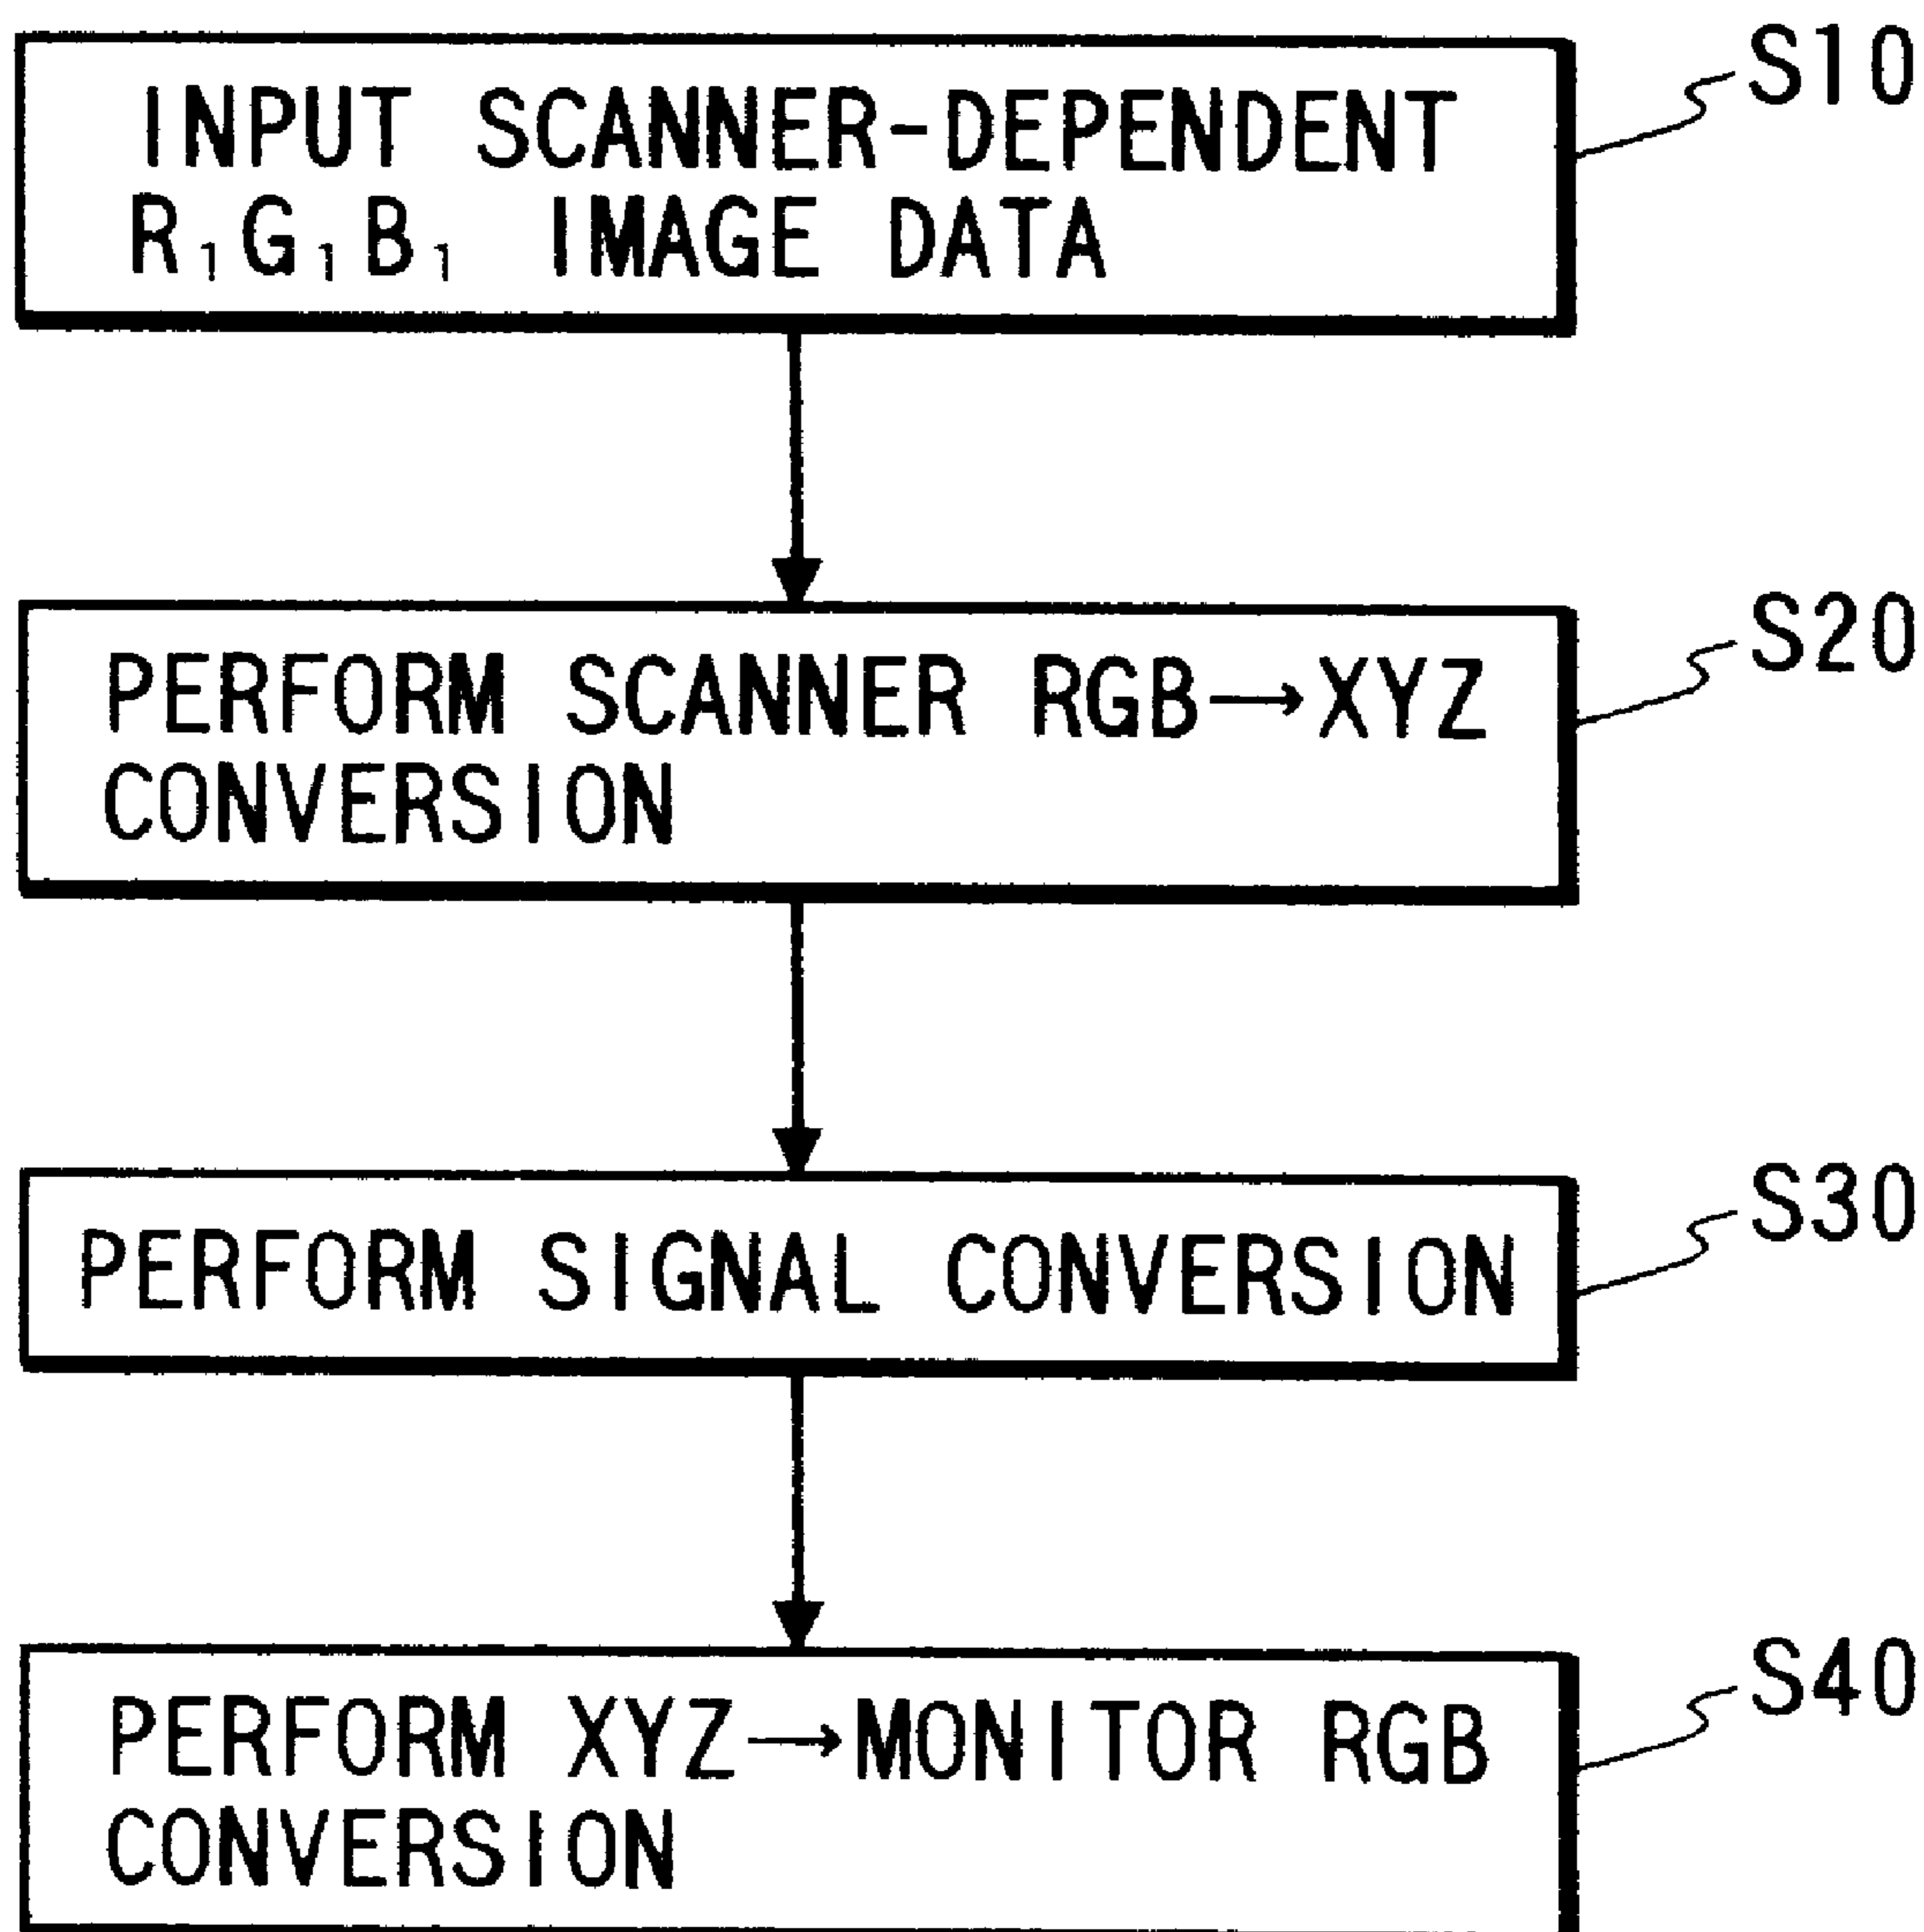 INPUT SCANNER-DEPENDENT
R₁G₁B₁ IMAGE DATA
S10
PERFORM SCANNER RGB→XYZ
CONVERSION
S20
PERFORM SIGNAL CONVERSION
S30
PERFORM XYZ→MONITOR RGB
CONVERSION
S40